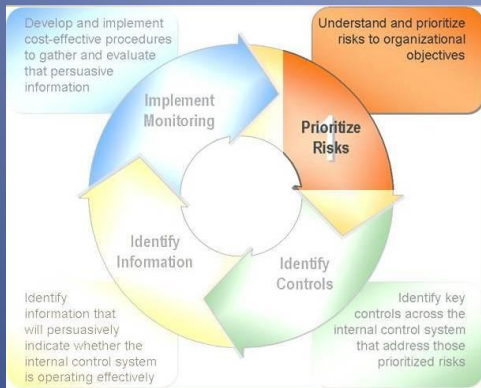 Develop and implement
cost-effective procedures
to gather and evaluate
that persuasive
information
Understand and prioritize
risks to organizational
objectives
Implement
Monitoring
1
Prioritize
Risks
Identify
Information
Identify
Controls
Identify
information that
will persuasively
indicate whether the
internal control system
is operating effectively
Identify key
controls across the
internal control system
that address those
prioritized risks